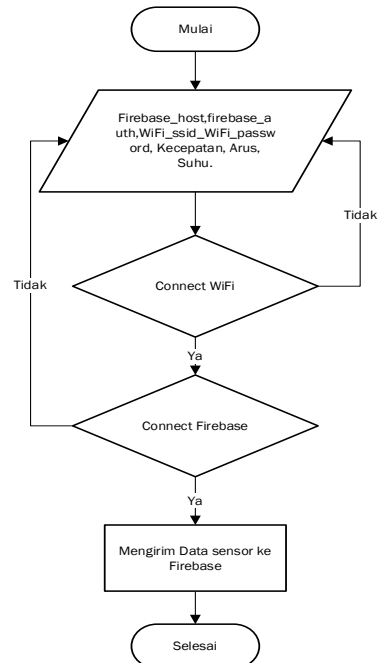 Mulai
Firebase_host,firebase_a
uth,WiFi_ssid_WiFi_passw
ord, Kecepatan, Arus,
Suhu.
Tidak
Connect WiFi
Tidak
Ya
Connect Firebase
Ya
Mengirim Data sensor ke
Firebase
Selesai